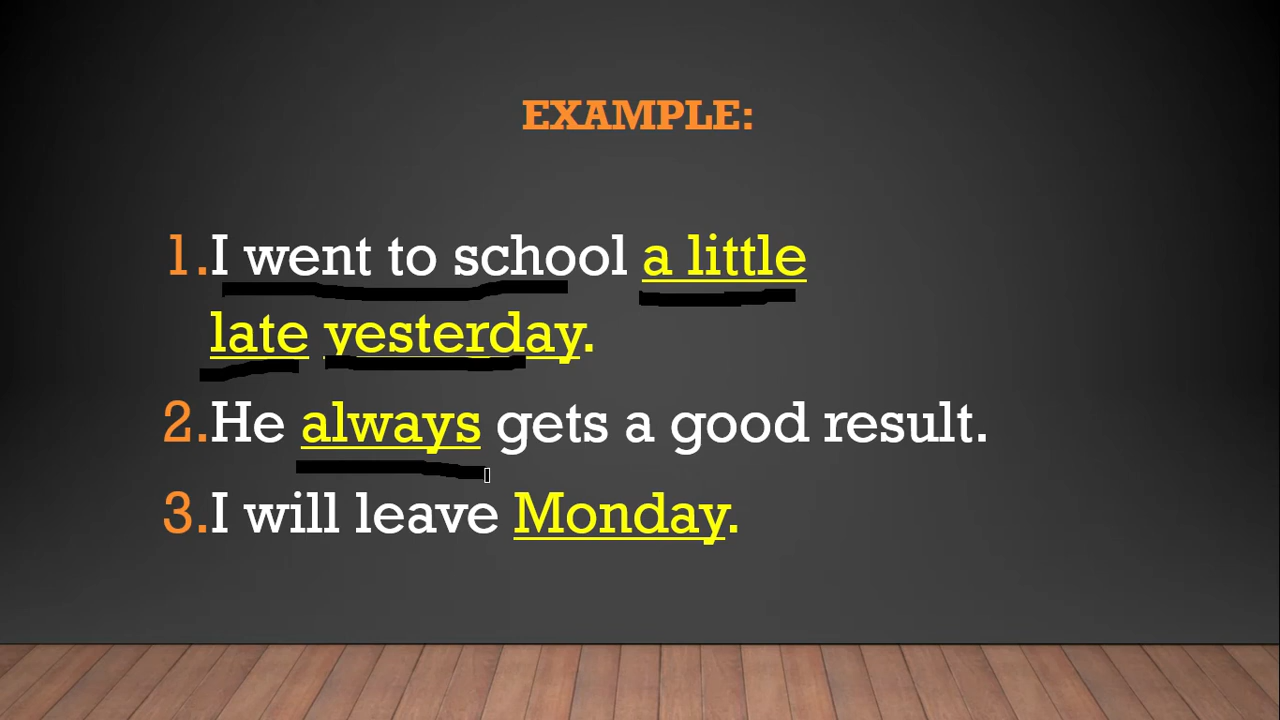 EXAMPLE:
1.I went to school a little
late yesterday.
2.He always gets a good result.
3.I will leave Monday.